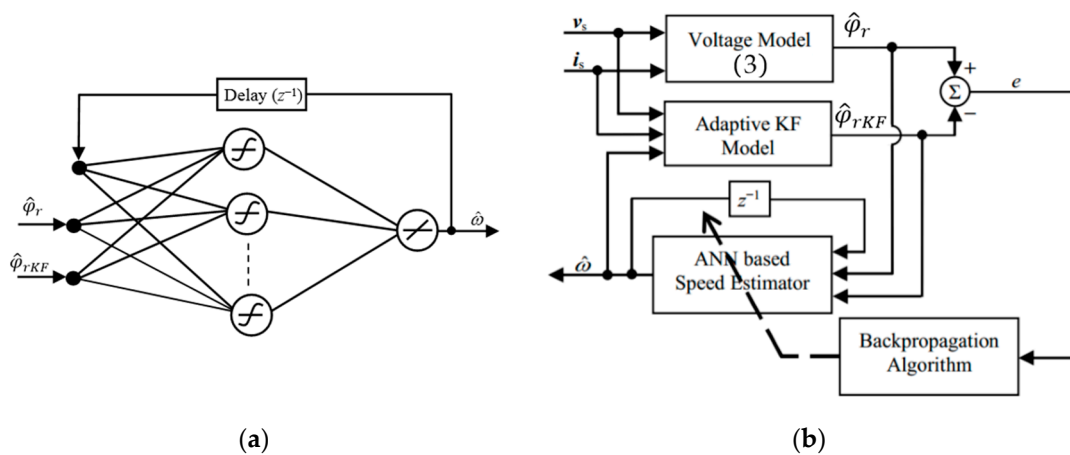 Delay (z⁻¹)
φ̂r
φ̂rKF
ω̂
(a)
vs
is
Voltage Model
(3)
φ̂r
+
Σ
−
e
Adaptive KF
Model
φ̂rKF
z⁻¹
ω̂
ANN based
Speed Estimator
Backpropagation
Algorithm
(b)